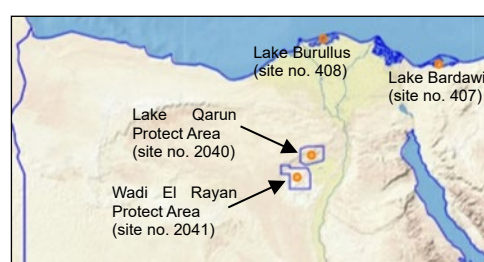 Lake Burullus
(site no. 408)
Lake Bardawi
(site no. 407)
Lake Qarun
Protect Area
(site no. 2040)
Wadi El Rayan
Protect Area
(site no. 2041)